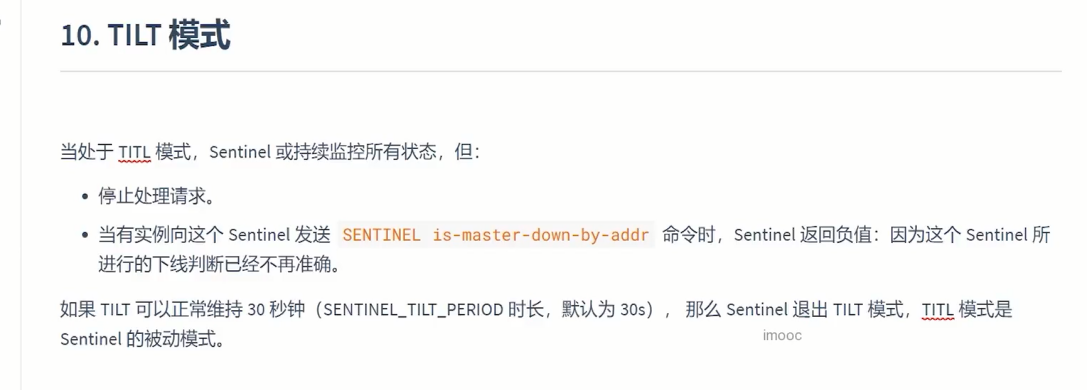 10. TILT 模式
当处于 TITL 模式，Sentinel 或持续监控所有状态，但：
• 停止处理请求。
• 当有实例向这个 Sentinel 发送 SENTINEL is-master-down-by-addr 命令时，Sentinel 返回负值：因为这个 Sentinel 所
进行的下线判断已经不再准确。
如果 TILT 可以正常维持 30 秒钟（SENTINEL_TILT_PERIOD 时长，默认为 30s）， 那么 Sentinel 退出 TILT 模式，TITL 模式是
Sentinel 的被动模式。
imooc